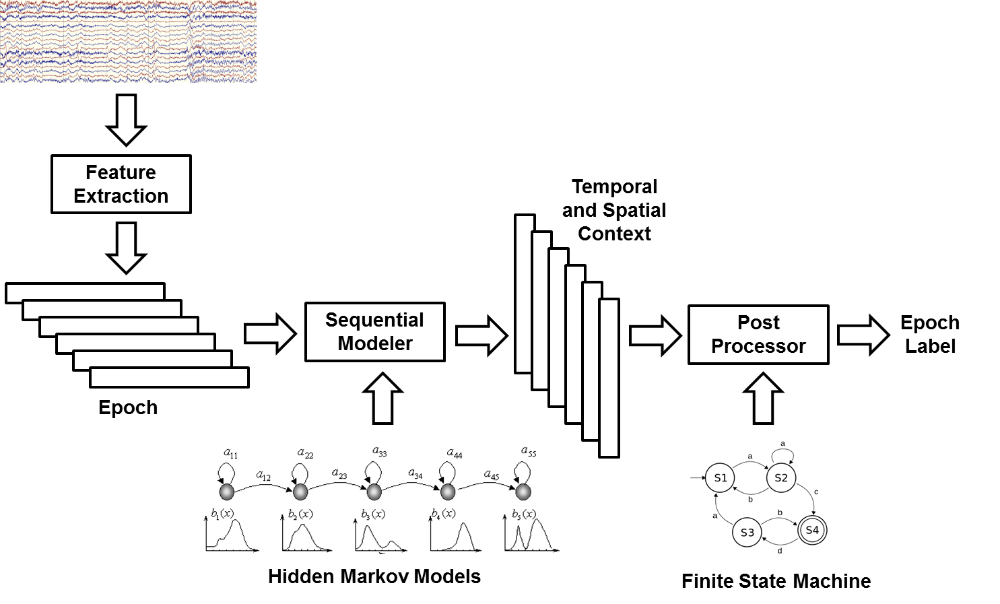 Feature
Extraction
Temporal
and Spatial
Context
Sequential
Modeler
Post
Processor
Epoch
Label
Epoch
a11 a22 a33 a44 a55
a12 a23 a34 a45
b1(x) b2(x) b3(x) b4(x) b5(x)
Hidden Markov Models
a
a
S1 S2
b c
a b
S3 S4
d
Finite State Machine